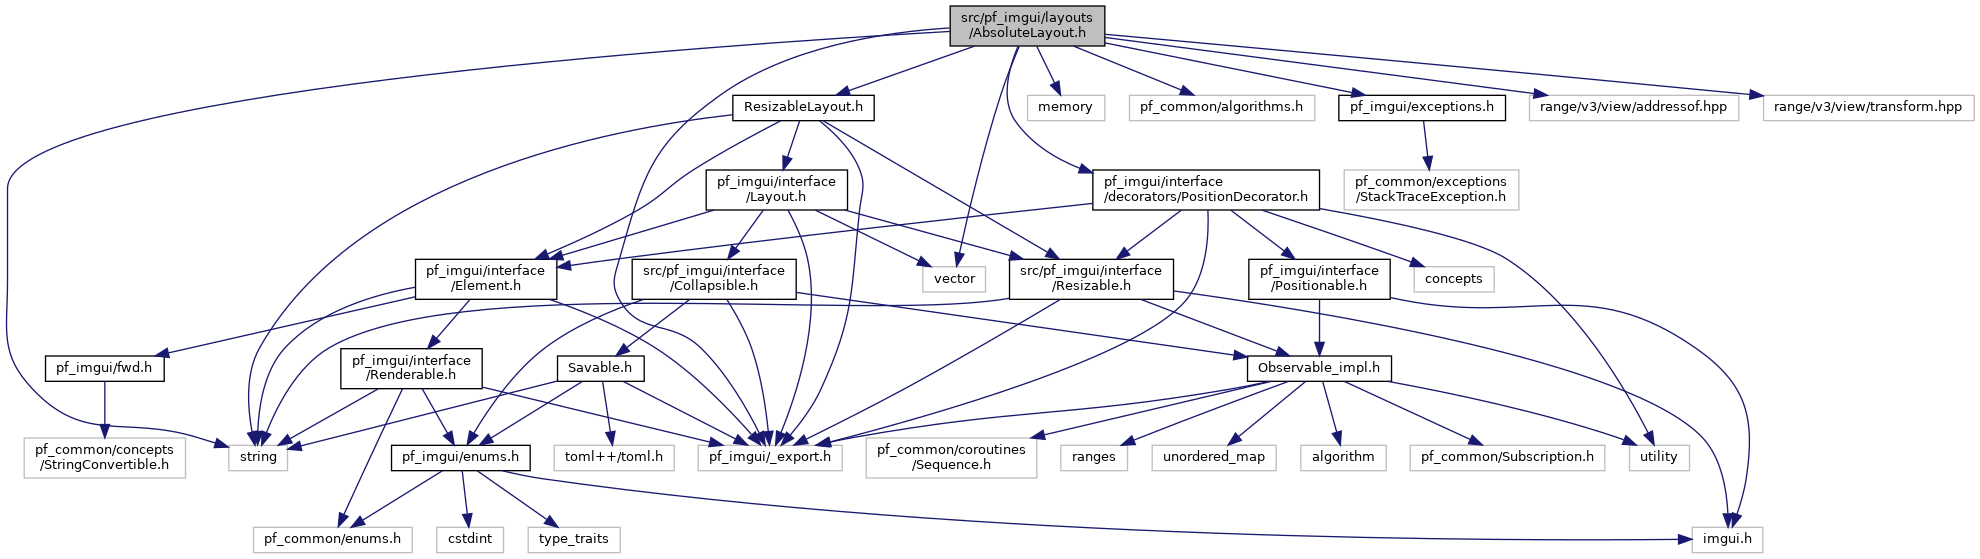 src/pf_imgui/layouts
/AbsoluteLayout.h
ResizableLayout.h
memory
pf_common/algorithms.h
pf_imgui/exceptions.h
range/v3/view/addressof.hpp
range/v3/view/transform.hpp
pf_imgui/interface
/Layout.h
pf_imgui/interface
/decorators/PositionDecorator.h
pf_common/exceptions
/StackTraceException.h
pf_imgui/interface
/Element.h
src/pf_imgui/interface
/Collapsible.h
vector
src/pf_imgui/interface
/Resizable.h
pf_imgui/interface
/Positionable.h
concepts
pf_imgui/fwd.h
pf_imgui/interface
/Renderable.h
Savable.h
Observable_impl.h
pf_common/concepts
/StringConvertible.h
string
pf_imgui/enums.h
toml++/toml.h
pf_imgui/_export.h
pf_common/coroutines
/Sequence.h
ranges
unordered_map
algorithm
pf_common/Subscription.h
utility
pf_common/enums.h
cstdint
type_traits
imgui.h